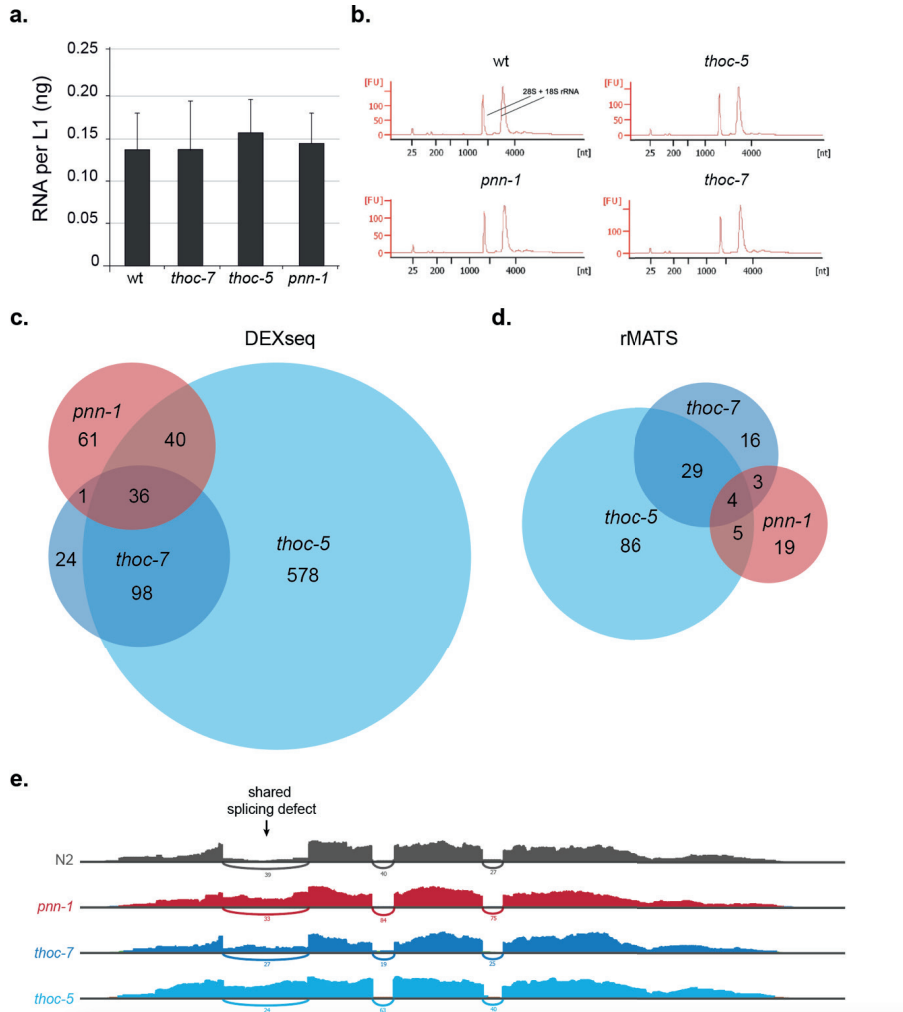 a.
RNA per L1 (ng)
0.25
0.20
0.15
0.10
0.05
0
wt thoc-7 thoc-5 pnn-1
b.
wt
[FU]
100
50
0
28S + 18S rRNA
25 200 1000 4000 [nt]
thoc-5
[FU]
100
50
0
25 200 1000 4000 [nt]
pnn-1
[FU]
100
50
0
25 200 1000 4000 [nt]
thoc-7
[FU]
100
0
25 200 1000 4000 [nt]
c.
DEXseq
pnn-1
61
40
1
36
24
thoc-7
98
thoc-5
578
d.
rMATS
thoc-7
16
29
3
4
thoc-5
86
5
pnn-1
19
e.
shared
splicing defect
N2
39 40 27
pnn-1
33 84 75
thoc-7
27 19 25
thoc-5
24 63 40